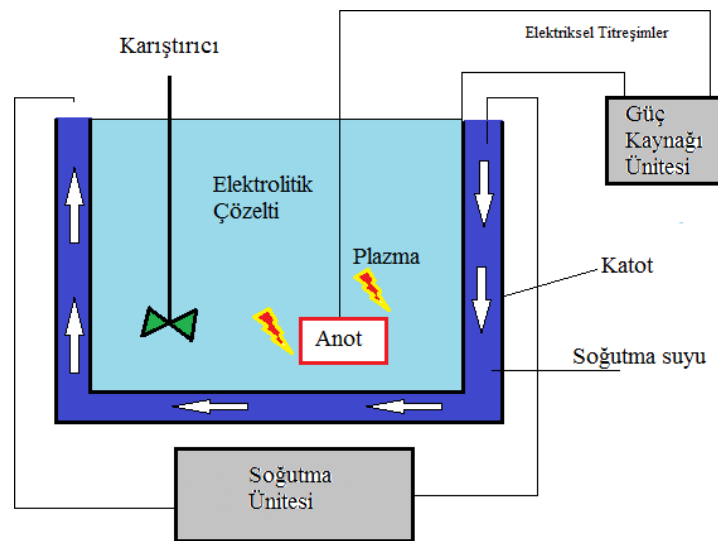 Elektriksel Titreşimler
Karıştırıcı
Güç
Kaynağı
Ünitesi
Elektrolitik
Çözelti
Plazma
Katot
Anot
Soğutma suyu
Soğutma
Ünitesi